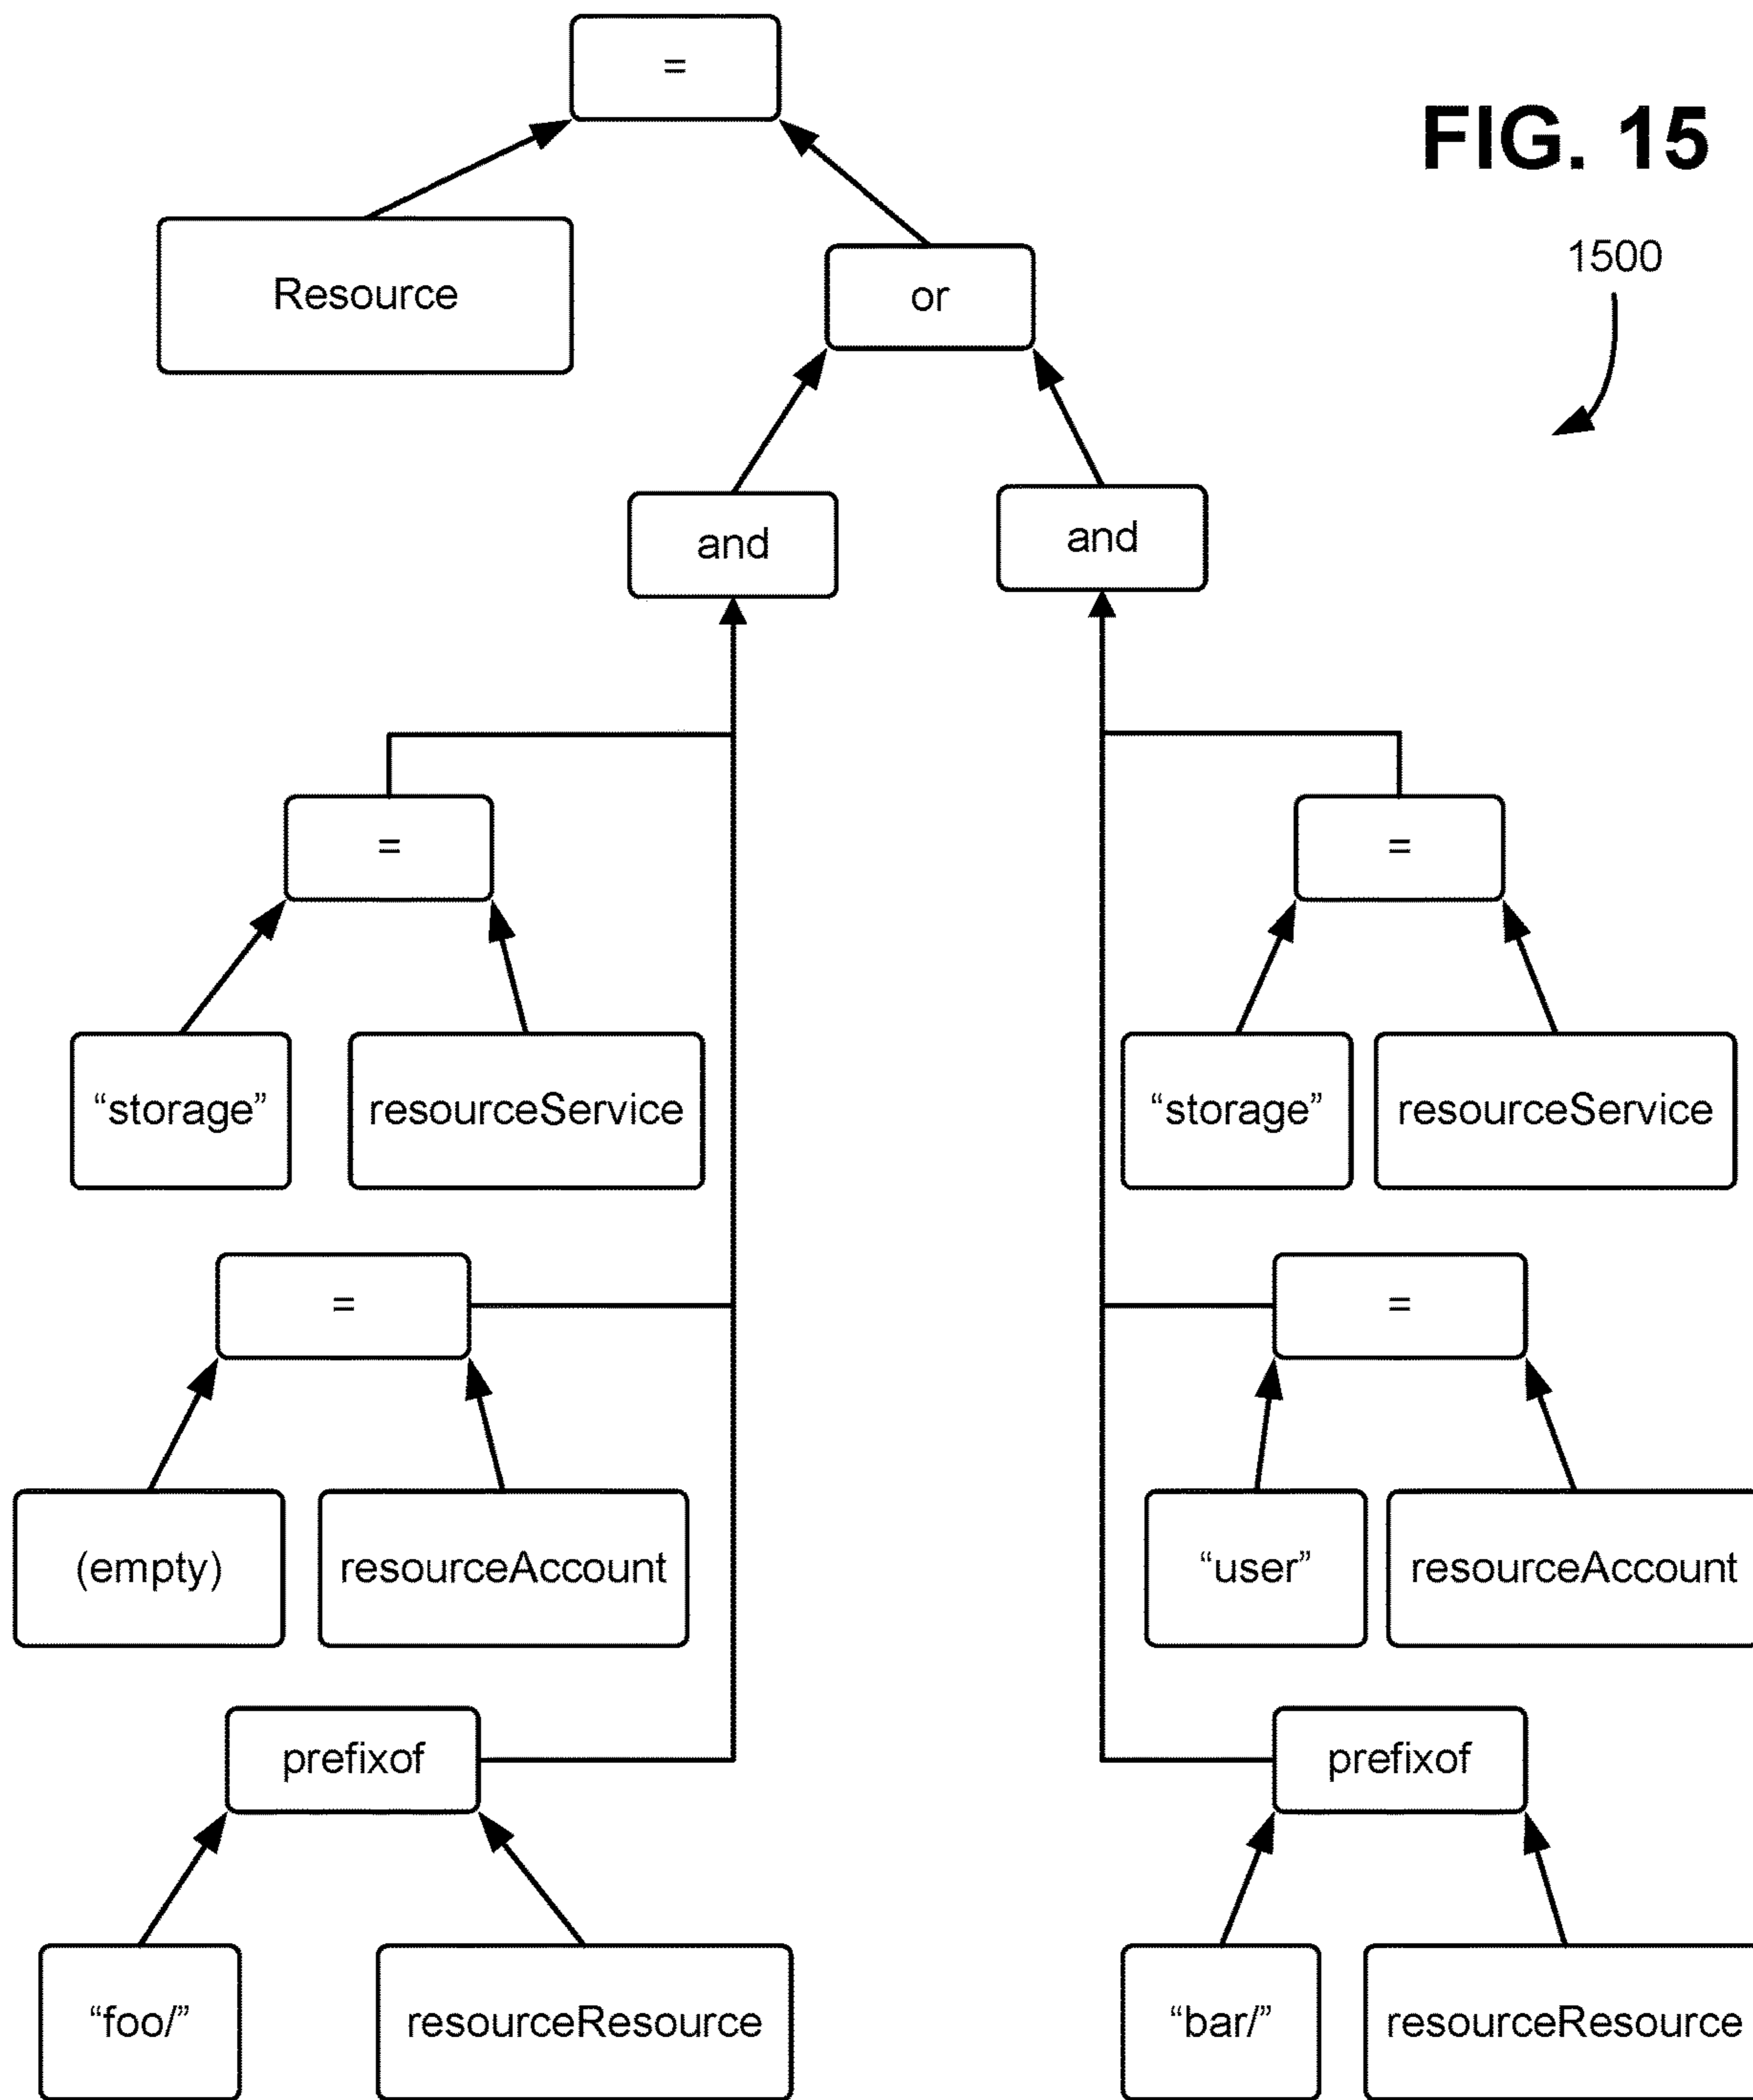 =
FIG. 15
1500
Resource
or
and
and
=
=
“storage”
resourceService
“storage”
resourceService
=
=
(empty)
resourceAccount
“user”
resourceAccount
prefixof
prefixof
“foo/”
resourceResource
“bar/”
resourceResource